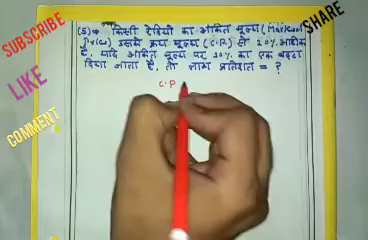 SUBSCRIBE
LIKE
COMMENT
SHARE
(5)→ किसी रेडियो का अंकित मूल्य (Marked
Price) उसके क्रय मूल्य (C.P.) से 20% अधिक
है, यदि अंकित मूल्य पर 10% का एक बट्टा
दिया जाता है, तो लाभ प्रतिशत = ?
C.P